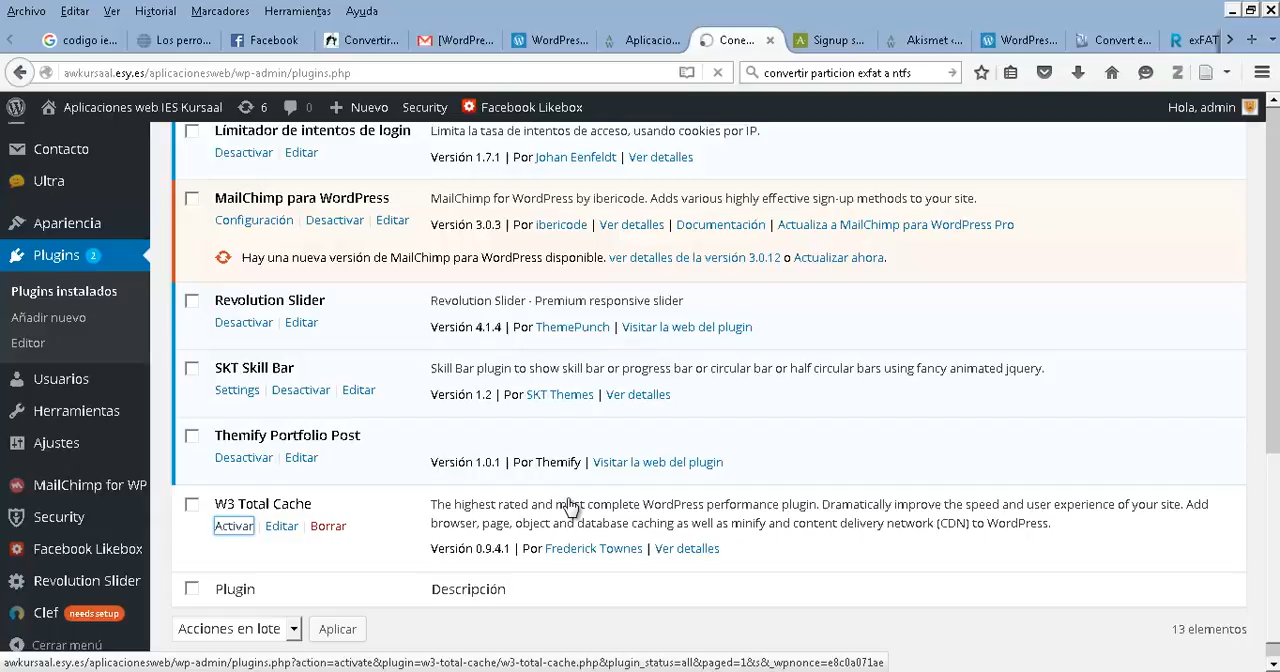 Archivo Editar Ver Historial Marcadores Herramientas Ayuda
codigo ie... Los perro... Facebook Convertir... [WordPre... WordPres... Aplicacio... Cone... Signup s... Akismet ‹... WordPres... Convert e... exFAT
awkursaal.esy.es/aplicacionesweb/wp-admin/plugins.php convertir particion exfat a ntfs
Aplicaciones web IES Kursaal 6 0 Nuevo Security Facebook Likebox Hola, admin
Contacto
Ultra
Apariencia
Plugins 2
Plugins instalados
Añadir nuevo
Editor
Usuarios
Herramientas
Ajustes
MailChimp for WP
Security
Facebook Likebox
Revolution Slider
Clef needs setup
Cerrar menú
Limitador de intentos de login Limita la tasa de intentos de acceso, usando cookies por IP.
Desactivar | Editar
Versión 1.7.1 | Por Johan Eenfeldt | Ver detalles
MailChimp para WordPress MailChimp for WordPress by ibericode. Adds various highly effective sign-up methods to your site.
Configuración | Desactivar | Editar
Versión 3.0.3 | Por ibericode | Ver detalles | Documentación | Actualiza a MailChimp para WordPress Pro
Hay una nueva versión de MailChimp para WordPress disponible. ver detalles de la versión 3.0.12 o Actualizar ahora.
Revolution Slider Revolution Slider - Premium responsive slider
Desactivar | Editar
Versión 4.1.4 | Por ThemePunch | Visitar la web del plugin
SKT Skill Bar Skill Bar plugin to show skill bar or progress bar or circular bar or half circular bars using fancy animated jquery.
Settings | Desactivar | Editar
Versión 1.2 | Por SKT Themes | Ver detalles
Themify Portfolio Post
Desactivar | Editar
Versión 1.0.1 | Por Themify | Visitar la web del plugin
W3 Total Cache The highest rated and most complete WordPress performance plugin. Dramatically improve the speed and user experience of your site. Add
Activar | Editar | Borrar browser, page, object and database caching as well as minify and content delivery network (CDN) to WordPress.
Versión 0.9.4.1 | Por Frederick Townes | Ver detalles
Plugin Descripción
Acciones en lote Aplicar 13 elementos
awkursaal.esy.es/aplicacionesweb/wp-admin/plugins.php?action=activate&plugin=w3-total-cache/w3-total-cache.php&plugin_status=all&paged=1&s&_wpnonce=e8c0a071ae